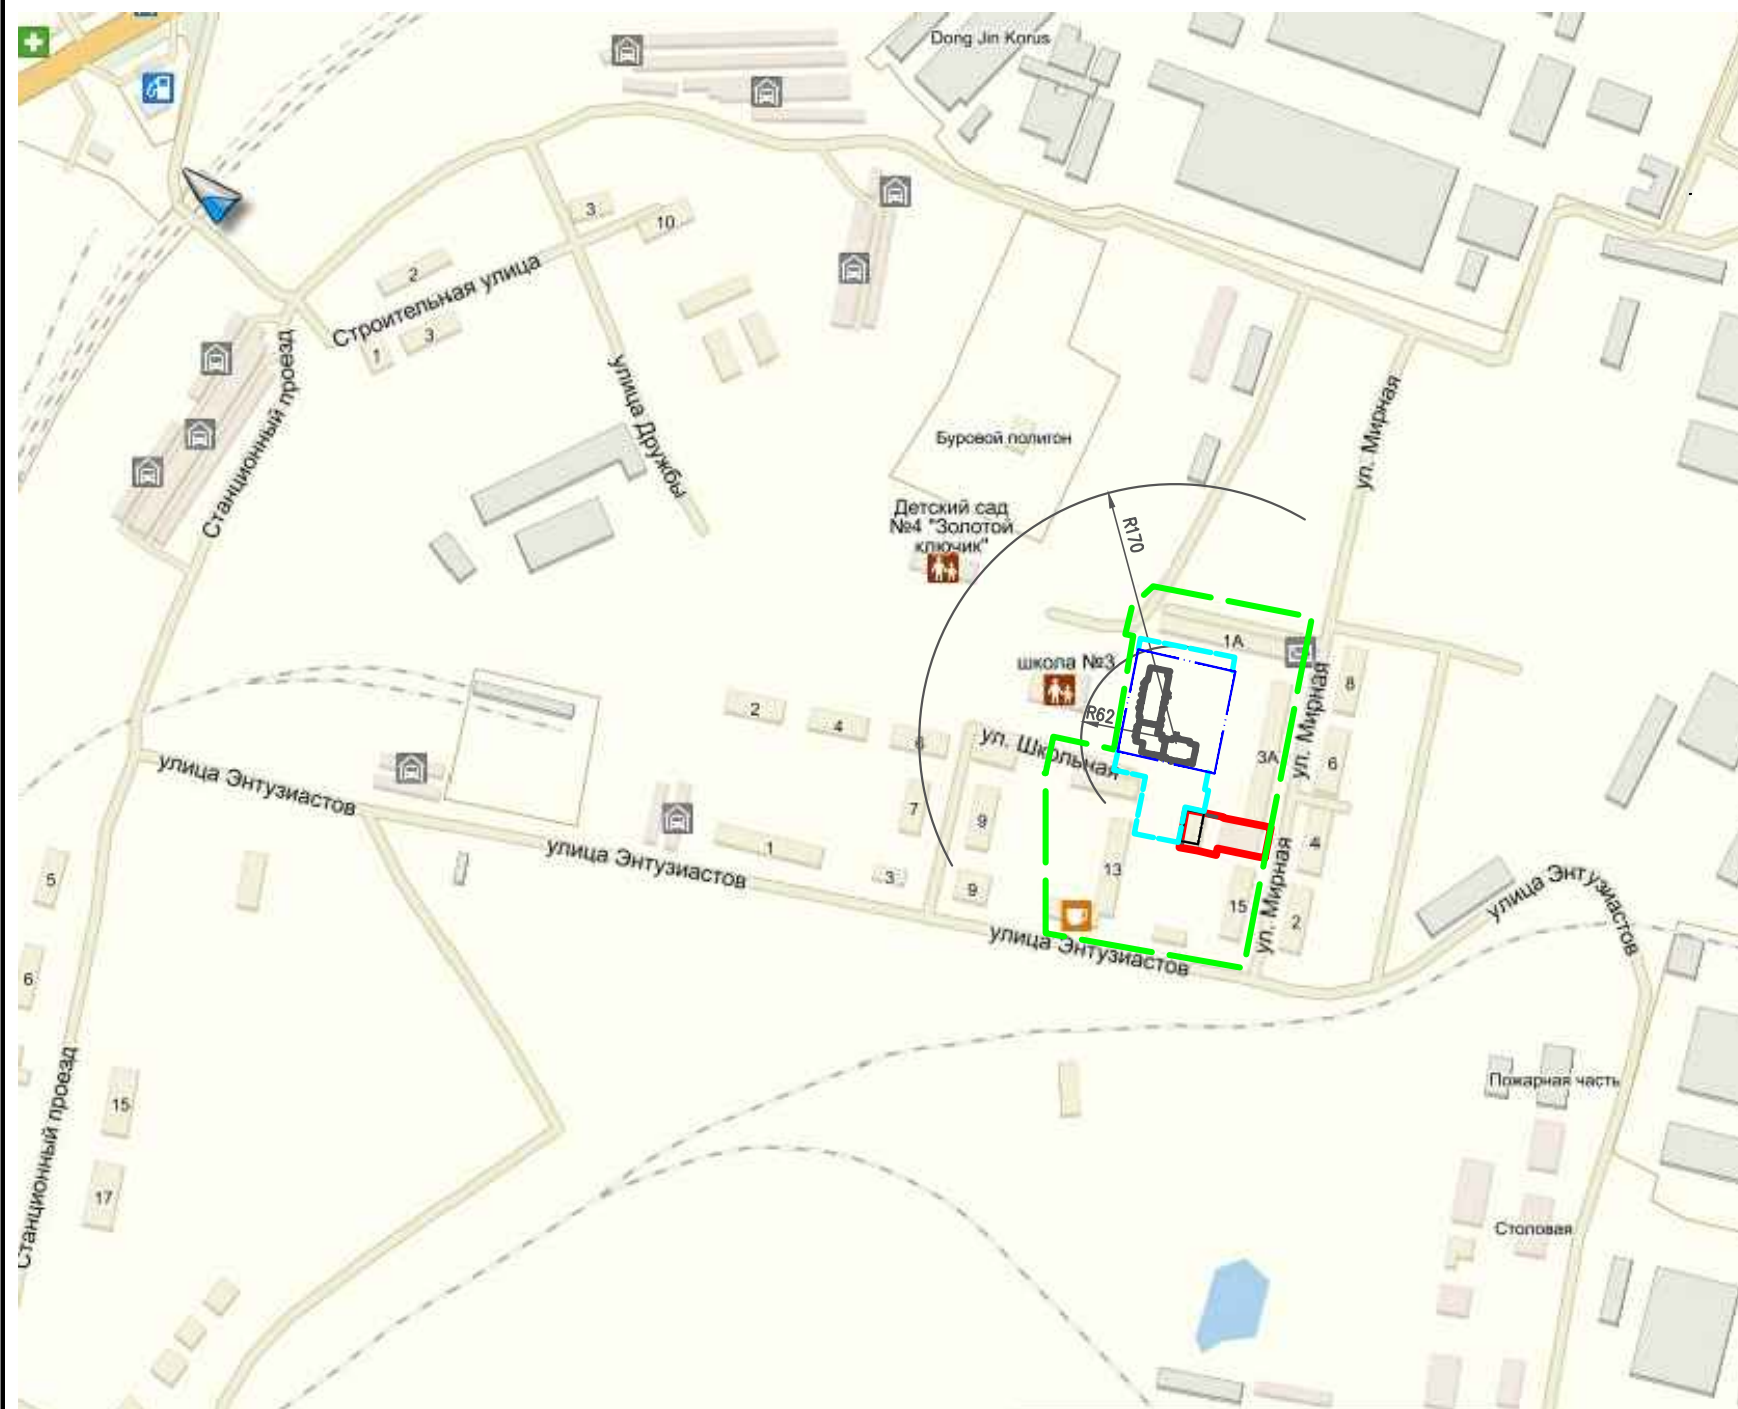 Dong Jin Korus
3
10
2
Строительная улица
3
1
Станционный проезд
улица Дружбы
ул. Мирная
Буровой полигон
Детский сад
№4 "Золотой
ключик"
R170
1А
школа №3
8
ул. Мирная
R62
2
4
6
ул. Школьная
3А
6
улица Энтузиастов
7
9
1
улица Энтузиастов
4
3
9
13
5
15
2
ул. Мирная
улица Энтузиастов
улица Энтузиастов
6
Станционный проезд
15
17
Пожарная часть
Столовая